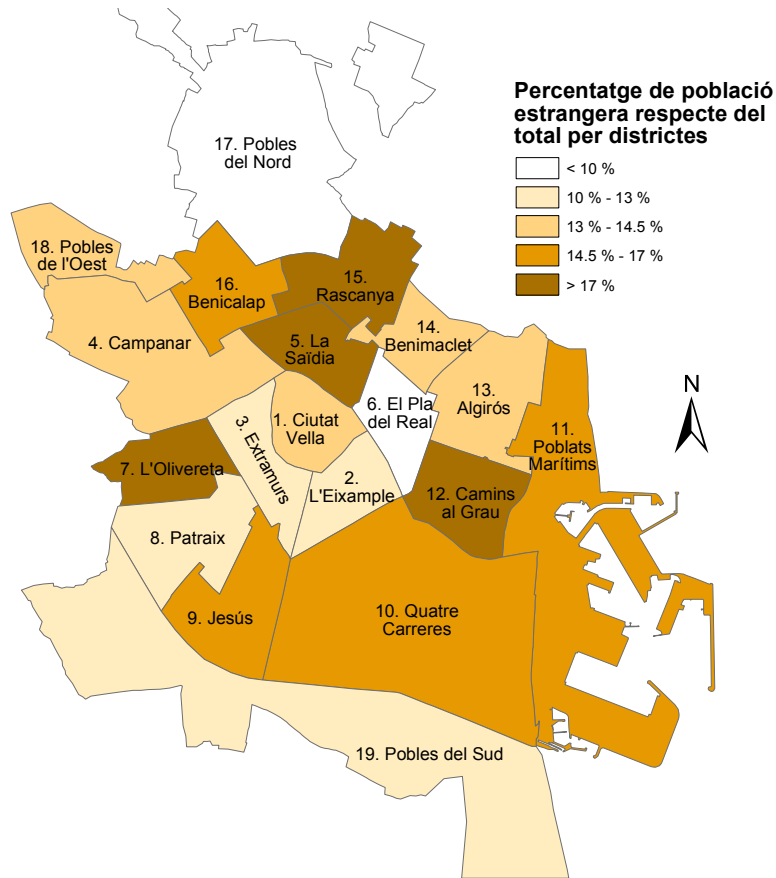 Percentatge de població
estrangera respecte del
total per districtes
< 10 %
10 % - 13 %
13 % - 14.5 %
14.5 % - 17 %
> 17 %
17. Pobles
del Nord
18. Pobles
de l'Oest
16.
Benicalap
15.
Rascanya
4. Campanar
5. La
Saïdia
14.
Benimaclet
13.
Algirós
6. El Pla
del Real
1. Ciutat
Vella
3. Extramurs
11.
Poblats
Marítims
N
7. L'Olivereta
2.
L'Eixample
12. Camins
al Grau
8. Patraix
9. Jesús
10. Quatre
Carreres
19. Pobles del Sud